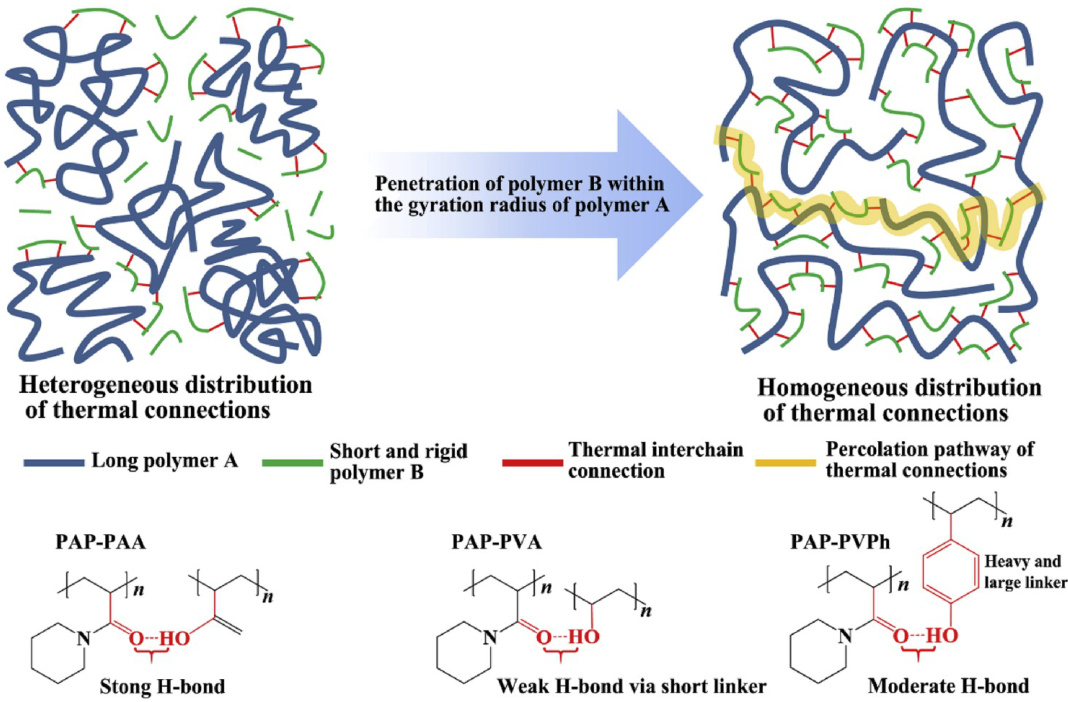 Penetration of polymer B within
the gyration radius of polymer A
Heterogeneous distribution
of thermal connections
Homogeneous distribution
of thermal connections
Long polymer A
Short and rigid
polymer B
Thermal interchain
connection
Percolation pathway of
thermal connections
PAP-PAA
n
n
N
O
HO
Stong H-bond
PAP-PVA
n
n
N
O
HO
Weak H-bond via short linker
PAP-PVPh
n
Heavy and
large linker
n
N
O
HO
Moderate H-bond